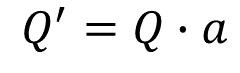 Q′ = Q · a